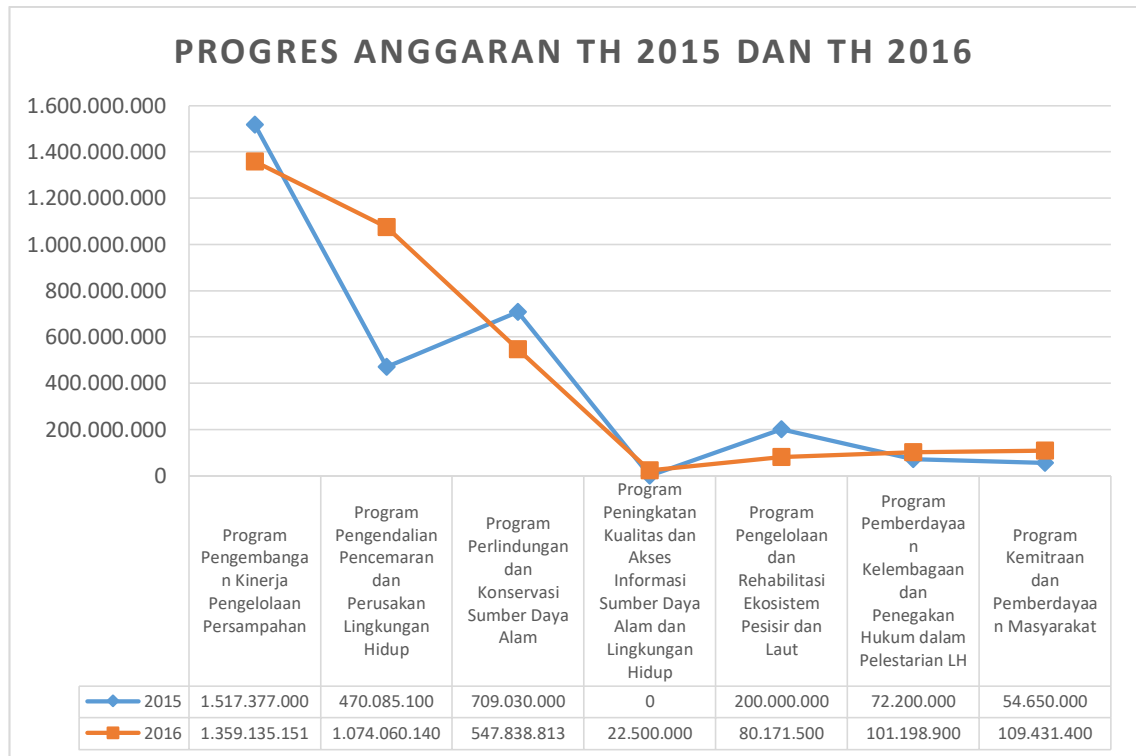 PROGRES ANGGARAN TH 2015 DAN TH 2016
1.600.000.000
1.400.000.000
1.200.000.000
1.000.000.000
800.000.000
600.000.000
400.000.000
200.000.000
0
Program
Pengembanga
n Kinerja
Pengelolaan
Persampahan
Program
Pengendalian
Pencemaran
dan
Perusakan
Lingkungan
Hidup
Program
Perlindungan
dan
Konservasi
Sumber Daya
Alam
Program
Peningkatan
Kualitas dan
Akses
Informasi
Sumber Daya
Alam dan
Lingkungan
Hidup
Program
Pengelolaan
dan
Rehabilitasi
Ekosistem
Pesisir dan
Laut
Program
Pemberdayaa
n
Kelembagaan
dan
Penegakan
Hukum dalam
Pelestarian LH
Program
Kemitraan
dan
Pemberdayaa
n Masyarakat
2015 1.517.377.000 470.085.100 709.030.000 0 200.000.000 72.200.000 54.650.000
2016 1.359.135.151 1.074.060.140 547.838.813 22.500.000 80.171.500 101.198.900 109.431.400